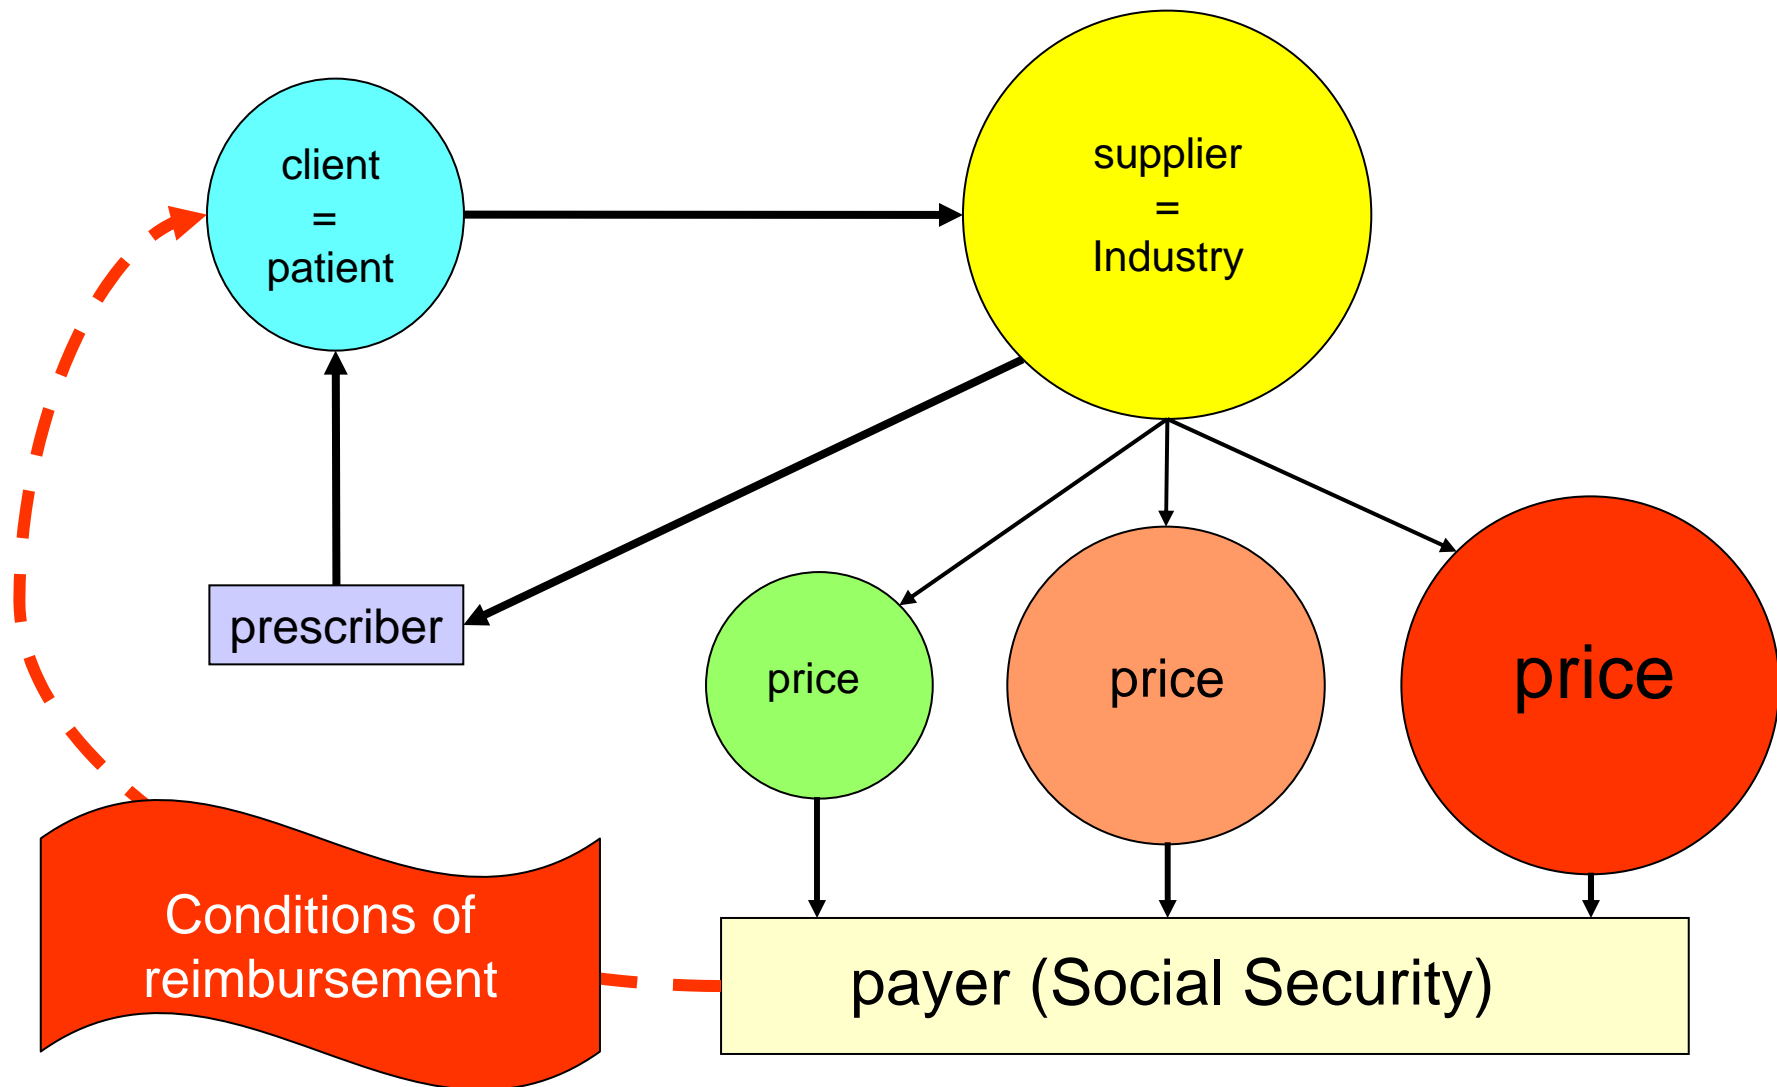 client
=
patient
supplier
=
Industry
prescriber
price
price
price
Conditions of
reimbursement
payer (Social Security)